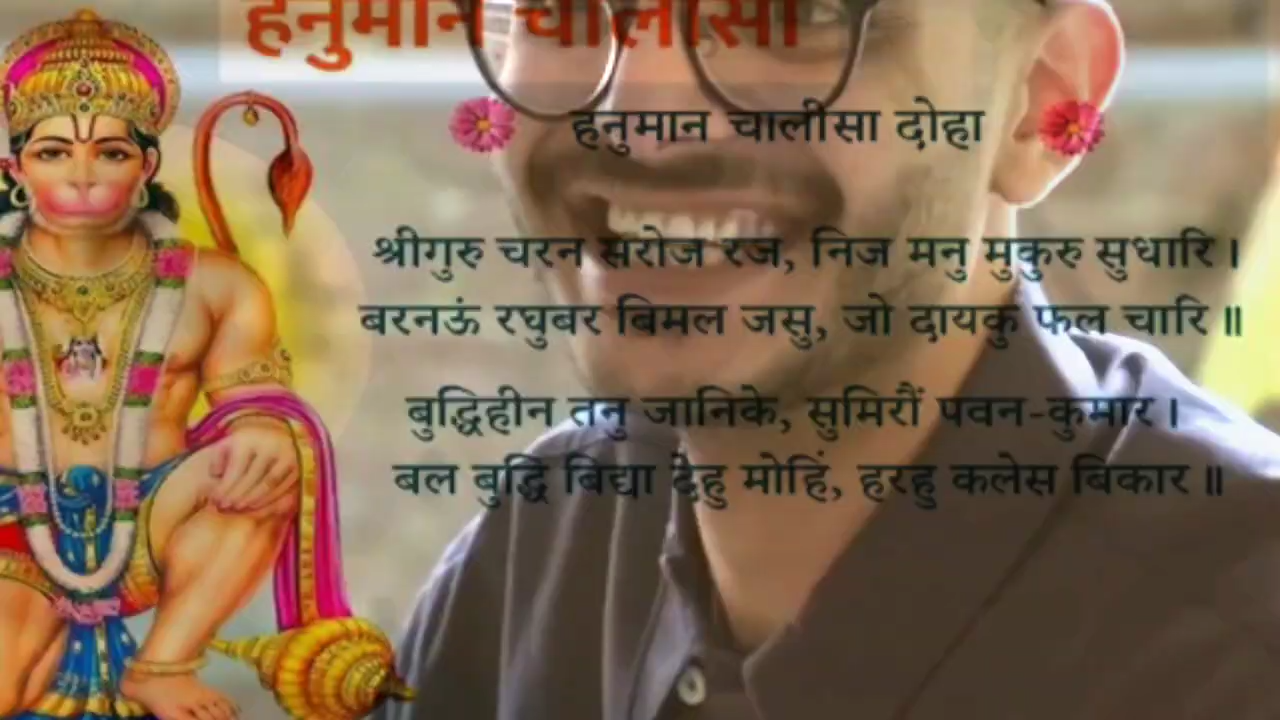 हनुमान चालीसा
हनुमान चालीसा दोहा
श्रीगुरु चरन सरोज रज, निज मनु मुकुरु सुधारि।
बरनऊं रघुबर बिमल जसु, जो दायकु फल चारि॥
बुद्धिहीन तनु जानिके, सुमिरौं पवन-कुमार।
बल बुद्धि बिद्या देहु मोहिं, हरहु कलेस बिकार॥